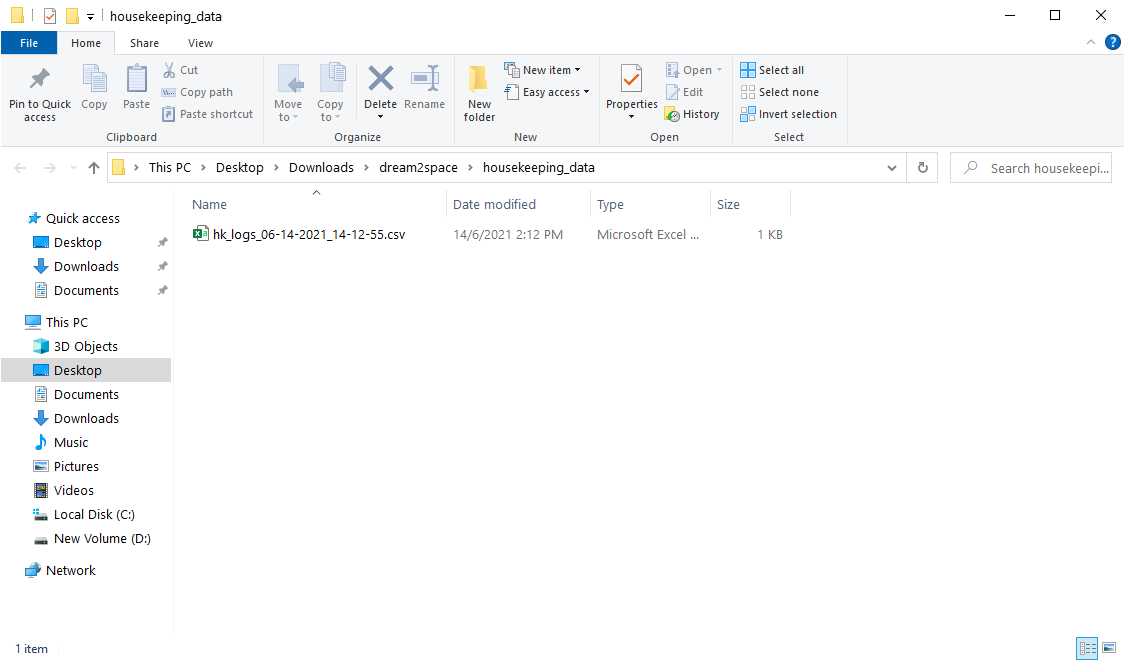 housekeeping_data
File Home Share View
Pin to Quick access
Copy
Paste
Cut
Copy path
Paste shortcut
Clipboard
Move to
Copy to
Delete
Rename
Organize
New folder
New item
Easy access
New
Properties
Open
Edit
History
Open
Select all
Select none
Invert selection
Select
This PC > Desktop > Downloads > dream2space > housekeeping_data
Search housekeepi...
Name Date modified Type Size
hk_logs_06-14-2021_14-12-55.csv 14/6/2021 2:12 PM Microsoft Excel ... 1 KB
Quick access
Desktop
Downloads
Documents
This PC
3D Objects
Desktop
Documents
Downloads
Music
Pictures
Videos
Local Disk (C:)
New Volume (D:)
Network
1 item